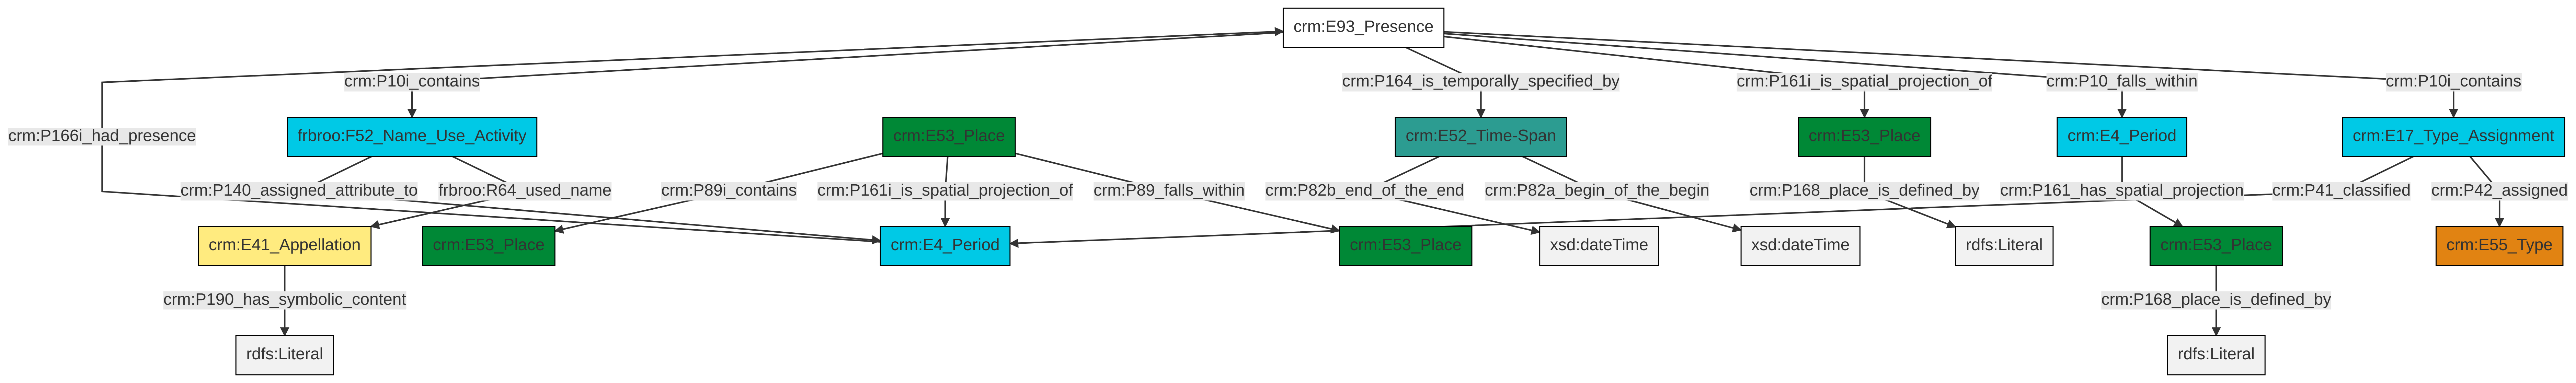 crm:E93_Presence
crm:P10i_contains
crm:P164_is_temporally_specified_by
crm:P161i_is_spatial_projection_of
crm:P10_falls_within
crm:P10i_contains
crm:P166i_had_presence
frbroo:F52_Name_Use_Activity
crm:E53_Place
crm:E52_Time-Span
crm:E53_Place
crm:E4_Period
crm:E17_Type_Assignment
crm:P140_assigned_attribute_to
frbroo:R64_used_name
crm:P89i_contains
crm:P161i_is_spatial_projection_of
crm:P89_falls_within
crm:P82b_end_of_the_end
crm:P82a_begin_of_the_begin
crm:P168_place_is_defined_by
crm:P161_has_spatial_projection
crm:P41_classified
crm:P42_assigned
crm:E41_Appellation
crm:E53_Place
crm:E4_Period
crm:E53_Place
xsd:dateTime
xsd:dateTime
rdfs:Literal
crm:E53_Place
crm:E55_Type
crm:P190_has_symbolic_content
crm:P168_place_is_defined_by
rdfs:Literal
rdfs:Literal